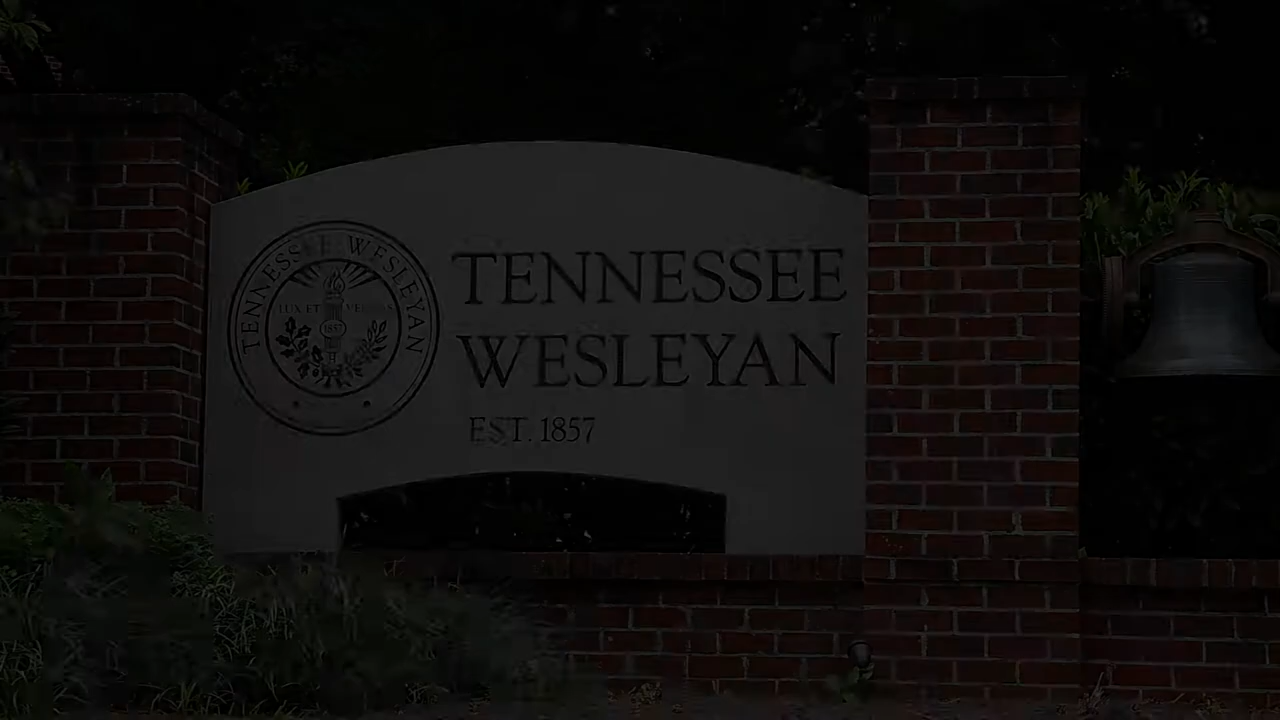 TENNESSEE WESLEYAN
LUX ET VERITAS
1857
TENNESSEE
WESLEYAN
EST. 1857